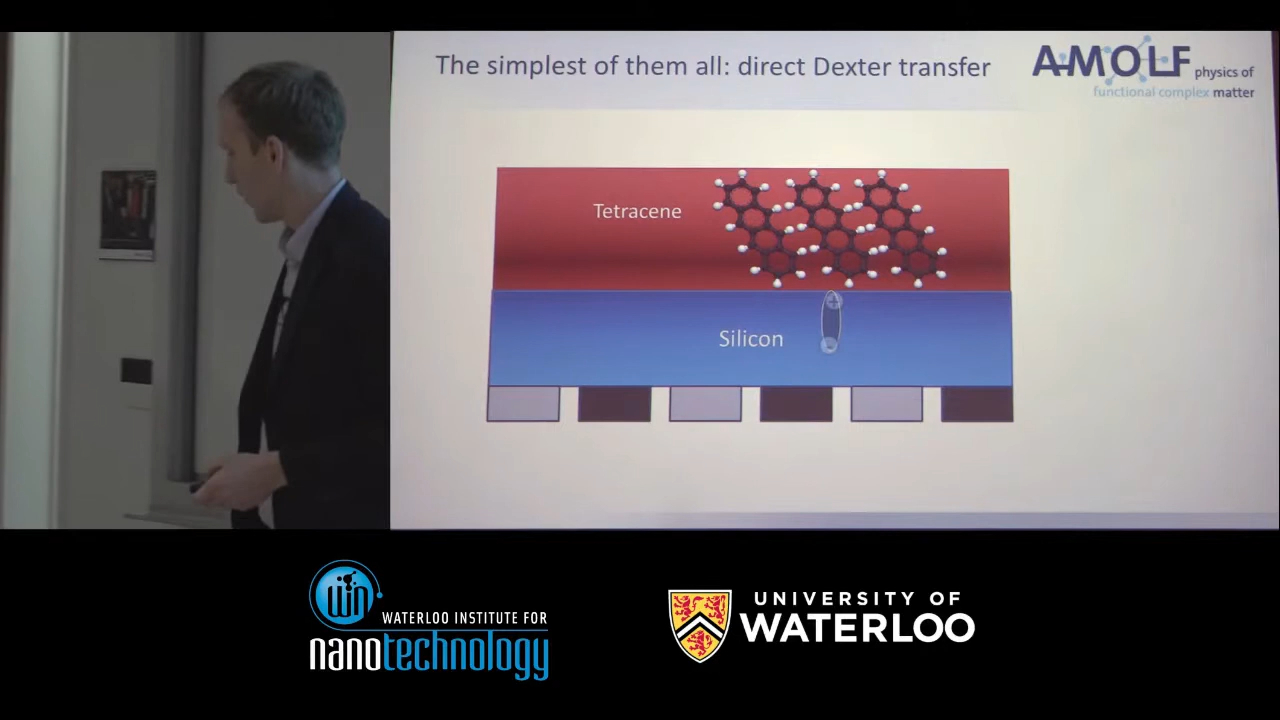 The simplest of them all: direct Dexter transfer
AMOLF
physics of
functional complex matter
Tetracene
+
Silicon
-
WATERLOO INSTITUTE FOR
nanotechnology
UNIVERSITY OF
WATERLOO